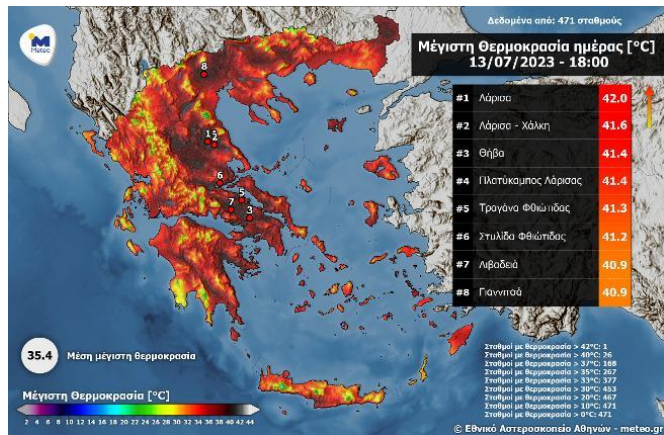 Meteo
Δεδομένα από: 471 σταθμούς
Μέγιστη Θερμοκρασία ημέρας [°C]
13/07/2023 - 18:00
#1 Λάρισα 42.0
#2 Λάρισα - Χάλκη 41.6
#3 Θήβα 41.4
#4 Πλατύκαμπος Λάρισας 41.4
#5 Τραγάνα Φθιώτιδας 41.3
#6 Στυλίδα Φθιώτιδας 41.2
#7 Λιβαδειά 40.9
#8 Γιαννιτσά 40.9
8
2
6
5
7
3
35.4 Μέση μέγιστη θερμοκρασία
Σταθμοί με θερμοκρασία > 42°C: 1
Σταθμοί με θερμοκρασία > 40°C: 26
Σταθμοί με θερμοκρασία > 37°C: 168
Σταθμοί με θερμοκρασία > 35°C: 267
Σταθμοί με θερμοκρασία > 33°C: 377
Σταθμοί με θερμοκρασία > 30°C: 453
Σταθμοί με θερμοκρασία > 20°C: 467
Σταθμοί με θερμοκρασία > 10°C: 471
Σταθμοί με θερμοκρασία > 0°C: 471
Μέγιστη Θερμοκρασία [°C]
2 4 6 8 10 12 14 16 18 20 22 24 26 28 30 32 34 36 38 40 42 44
© Εθνικό Αστεροσκοπείο Αθηνών - meteo.gr